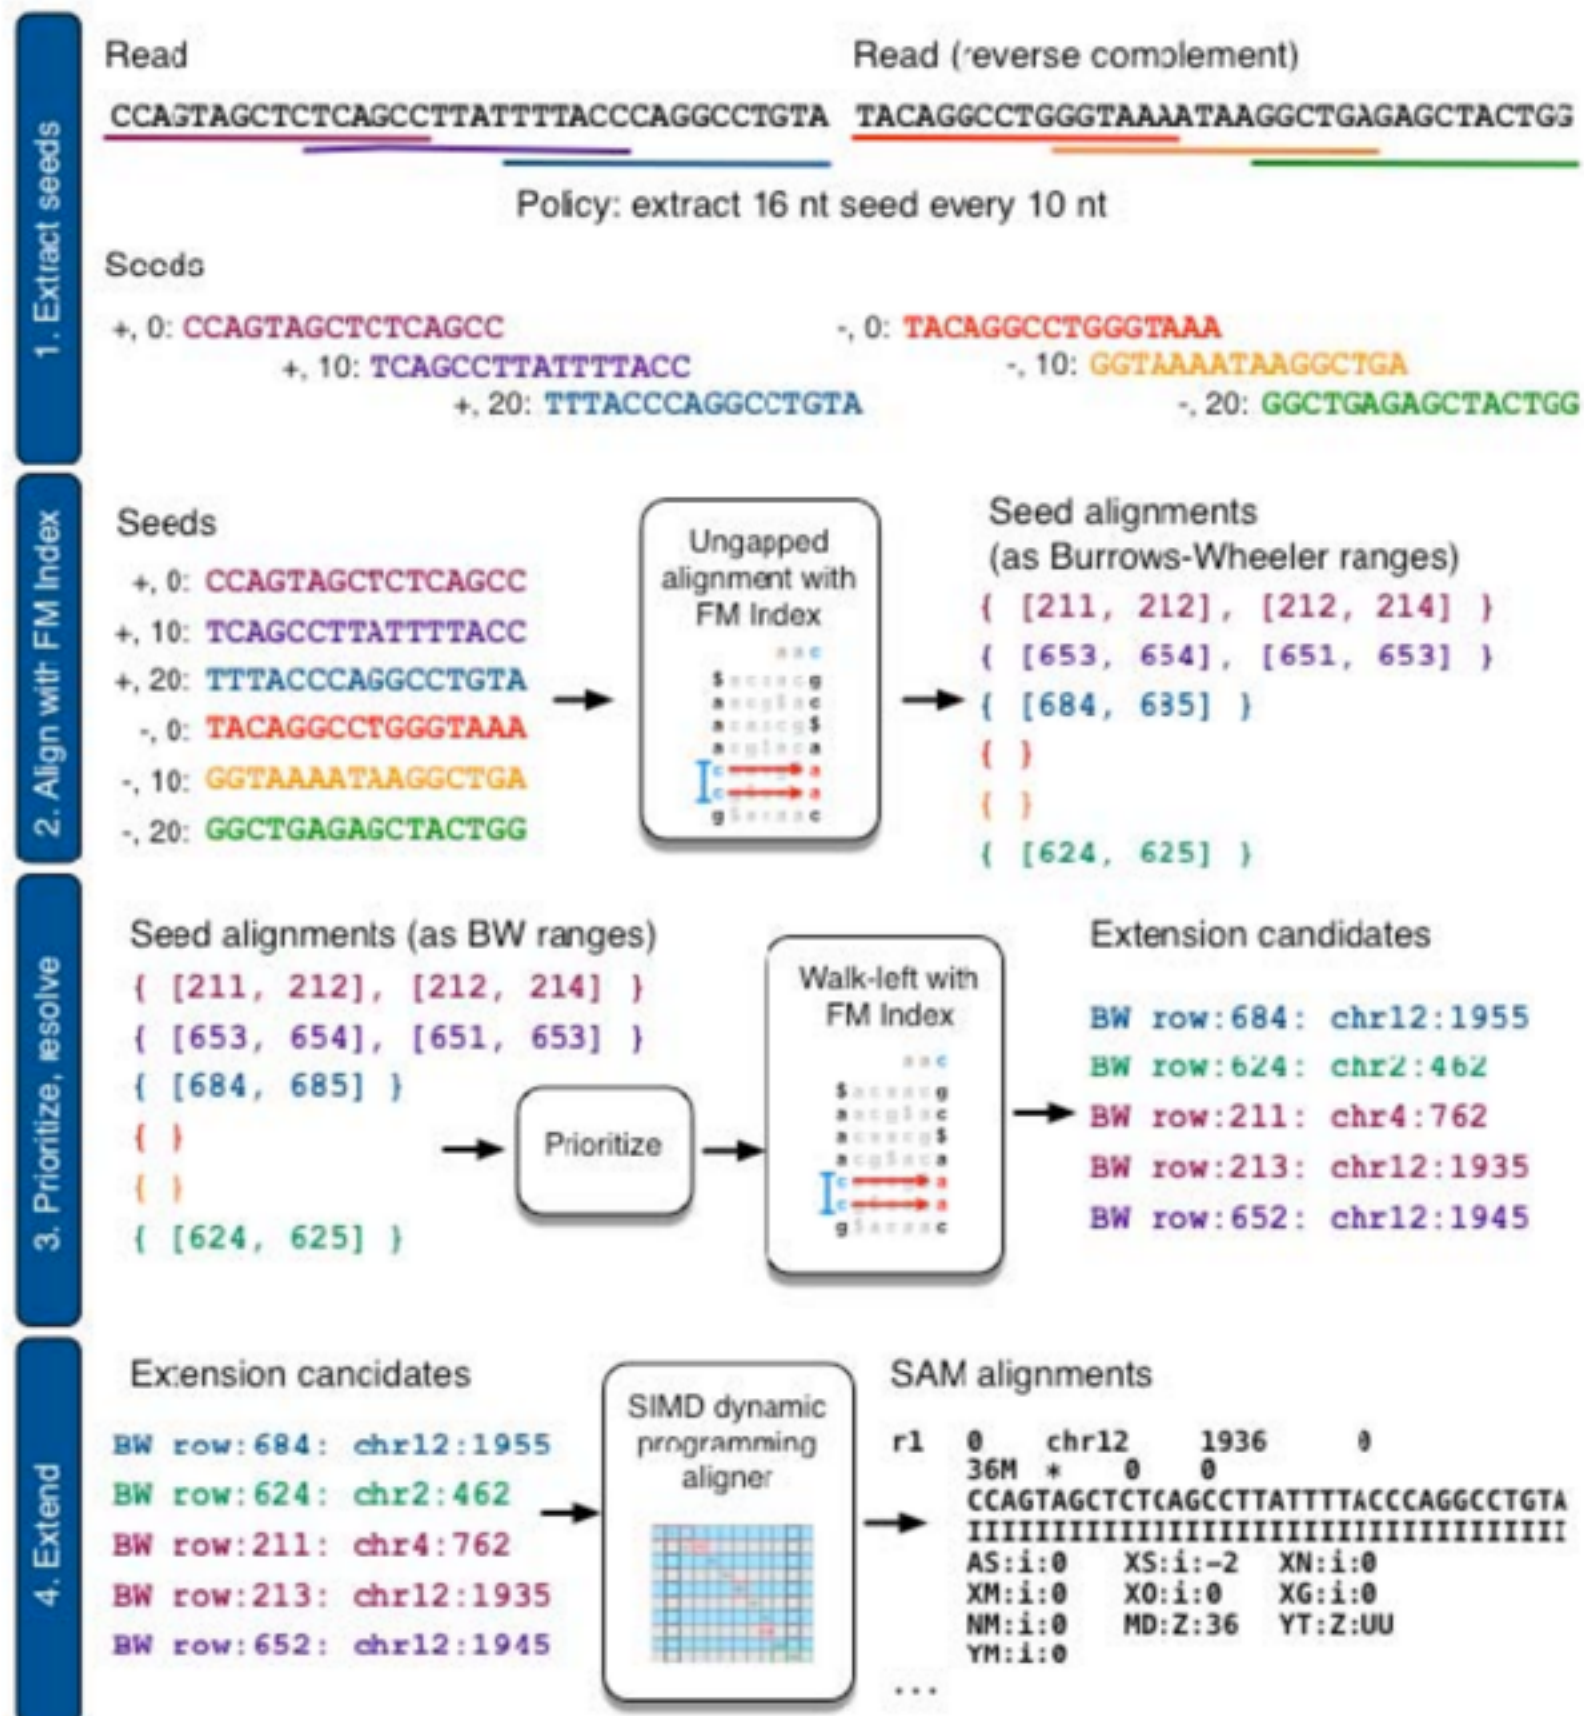 1. Extract seeds
Read
Read (reverse complement)
CCAGTAGCTCTCAGCCTTATTTTACCCAGGCCTGTA
TACAGGCCTGGGTAAAATAAGGCTGAGAGCTACTGG
Policy: extract 16 nt seed every 10 nt
Seeds
+, 0: CCAGTAGCTCTCAGCC
-, 0: TACAGGCCTGGGTAAA
+, 10: TCAGCCTTATTTTACC
-, 10: GGTAAAATAAGGCTGA
+, 20: TTTACCCAGGCCTGTA
-, 20: GGCTGAGAGCTACTGG
2. Align with FM Index
Seeds
+, 0: CCAGTAGCTCTCAGCC
+, 10: TCAGCCTTATTTTACC
+, 20: TTTACCCAGGCCTGTA
-, 0: TACAGGCCTGGGTAAA
-, 10: GGTAAAATAAGGCTGA
-, 20: GGCTGAGAGCTACTGG
Ungapped
alignment with
FM Index
a a c
Seed alignments
(as Burrows-Wheeler ranges)
{ [211, 212], [212, 214] }
{ [653, 654], [651, 653] }
{ [684, 685] }
{ }
{ }
{ [624, 625] }
3. Prioritize, resolve
Seed alignments (as BW ranges)
{ [211, 212], [212, 214] }
{ [653, 654], [651, 653] }
{ [684, 685] }
{ }
{ }
{ [624, 625] }
Prioritize
Walk-left with
FM Index
a a c
Extension candidates
BW row:684: chr12:1955
BW row:624: chr2:462
BW row:211: chr4:762
BW row:213: chr12:1935
BW row:652: chr12:1945
4. Extend
Extension candidates
BW row:684: chr12:1955
BW row:624: chr2:462
BW row:211: chr4:762
BW row:213: chr12:1935
BW row:652: chr12:1945
SIMD dynamic
programming
aligner
SAM alignments
r1 0 chr12 1936 0
36M * 0 0
CCAGTAGCTCTCAGCCTTATTTTACCCAGGCCTGTA
IIIIIIIIIIIIIIIIIIIIIIIIIIIIIIIIIIII
AS:i:0 XS:i:-2 XN:i:0
XM:i:0 XO:i:0 XG:i:0
NM:i:0 MD:Z:36 YT:Z:UU
YM:i:0
...